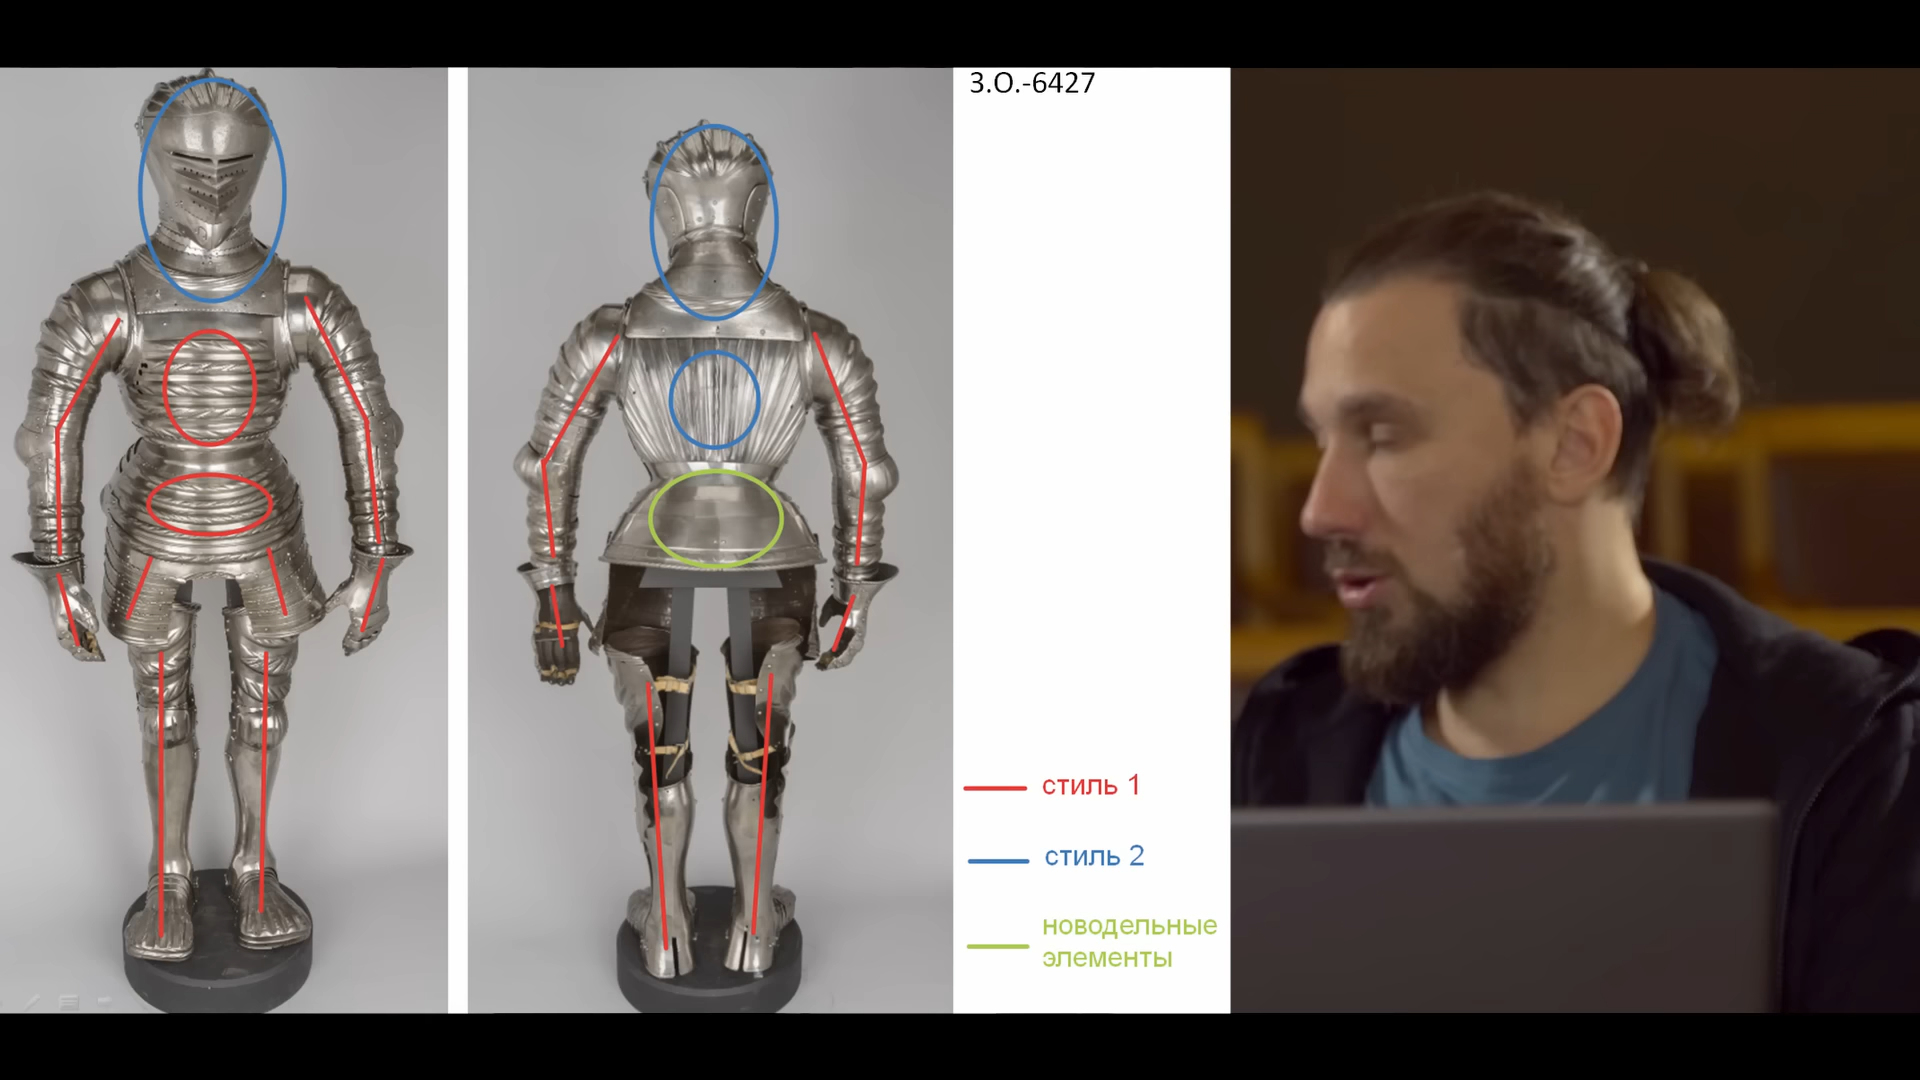 З.О.-6427
стиль 1
стиль 2
новодельные
элементы